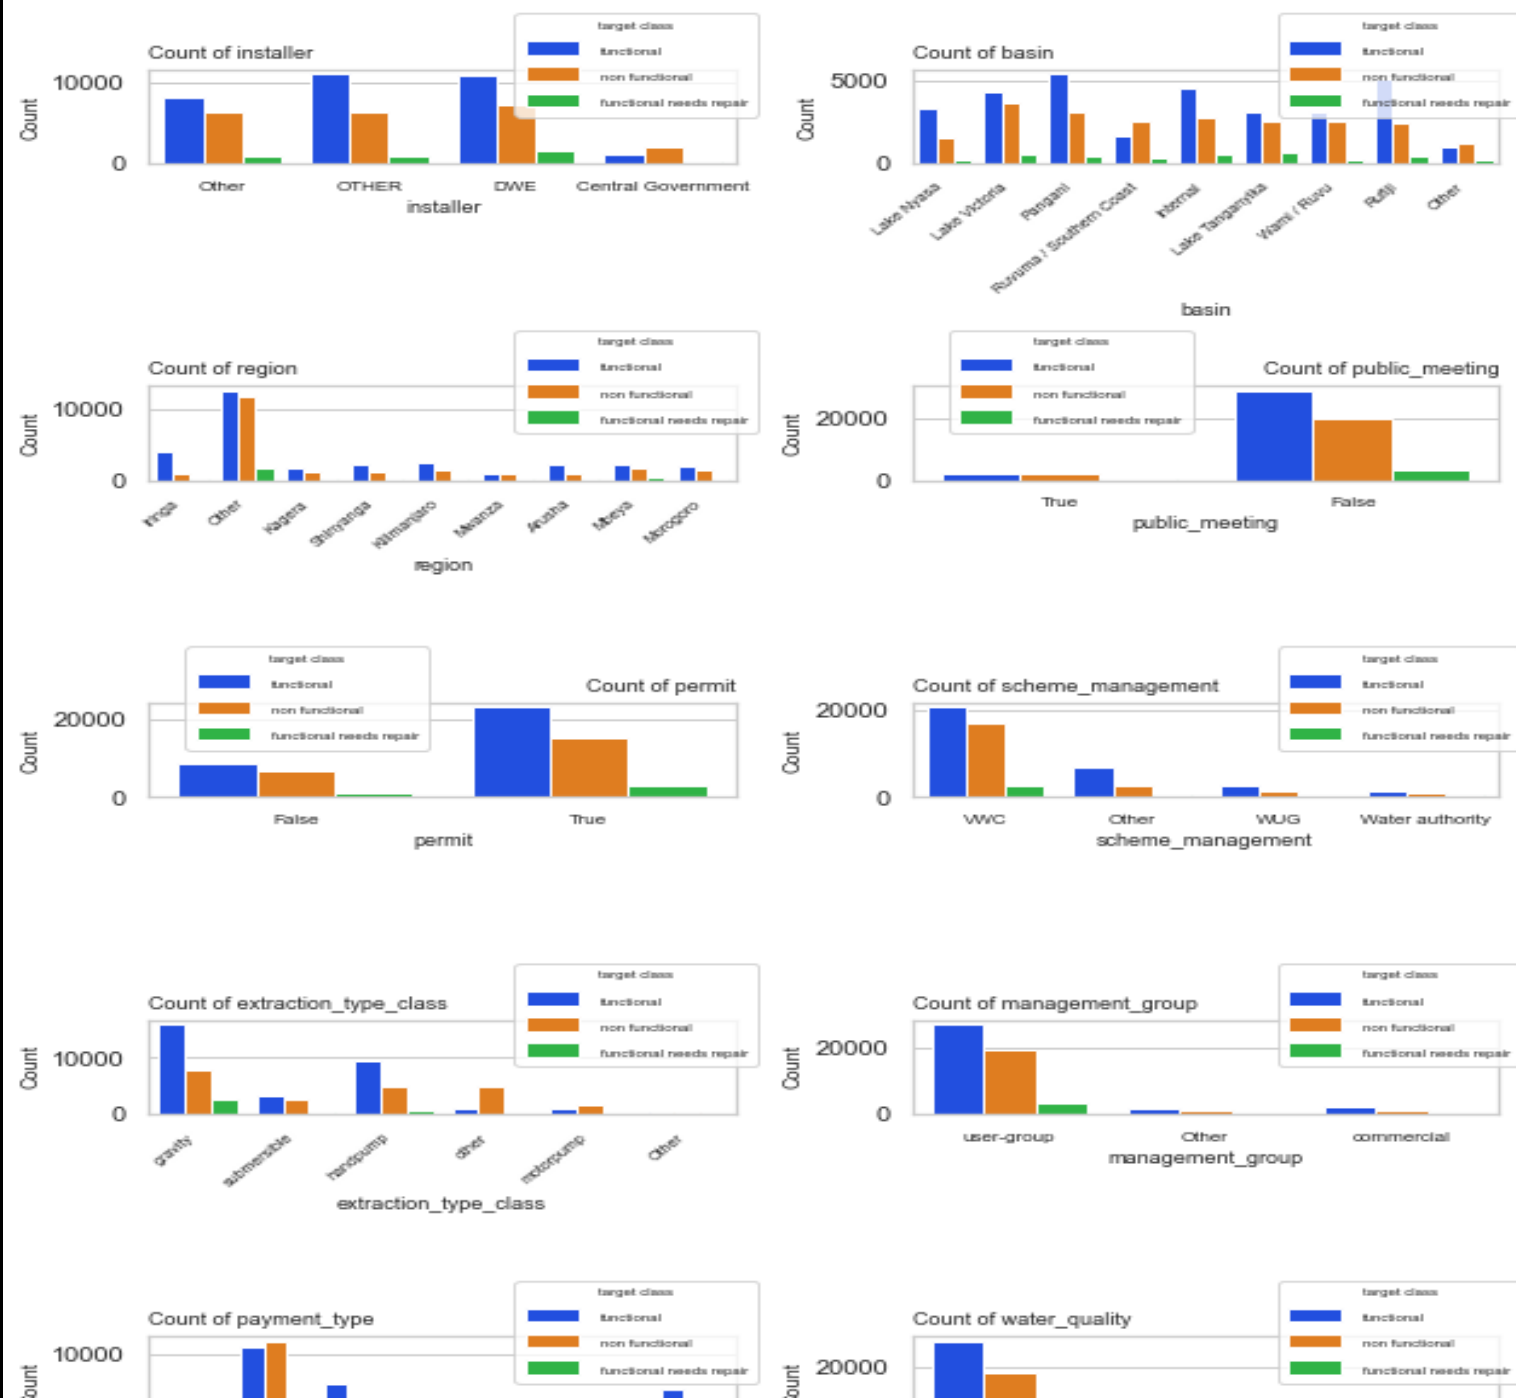 target class
functional
non functional
functional needs repair
Count of installer
10000
0
Count
Other OTHER DWE Central Government
installer
target class
functional
non functional
functional needs repair
Count of basin
5000
0
Count
Lake Nyasa Lake Victoria Pangani Ruvuma / Southern Coast Internal Lake Tanganyika Wami / Ruvu Rufiji Other
basin
target class
functional
non functional
functional needs repair
Count of region
10000
0
Count
Iringa Other Kagera Shinyanga Kilimanjaro Mwanza Arusha Mbeya Morogoro
region
target class
functional
non functional
functional needs repair
Count of public_meeting
20000
0
Count
True False
public_meeting
target class
functional
non functional
functional needs repair
Count of permit
20000
0
Count
False True
permit
target class
functional
non functional
functional needs repair
Count of scheme_management
20000
0
Count
VWC Other WUG Water authority
scheme_management
target class
functional
non functional
functional needs repair
Count of extraction_type_class
10000
0
Count
gravity submersible handpump other motorpump Other
extraction_type_class
target class
functional
non functional
functional needs repair
Count of management_group
20000
0
Count
user-group Other commercial
management_group
target class
functional
non functional
functional needs repair
Count of payment_type
10000
target class
functional
non functional
functional needs repair
Count of water_quality
20000